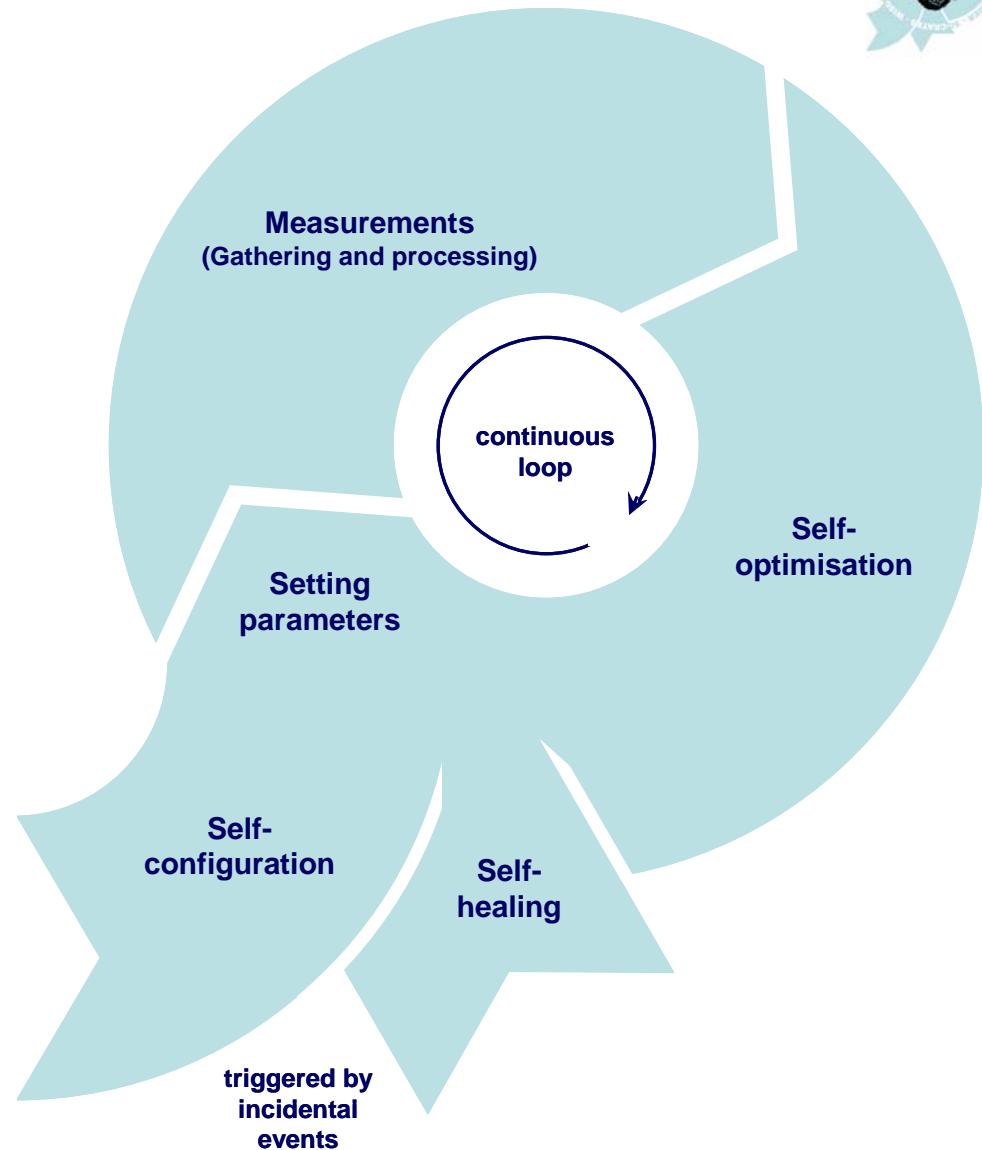 Measurements
(Gathering and processing)
continuous
loop
Self-
optimisation
Setting
parameters
Self-
configuration
Self-
healing
triggered by
incidental
events